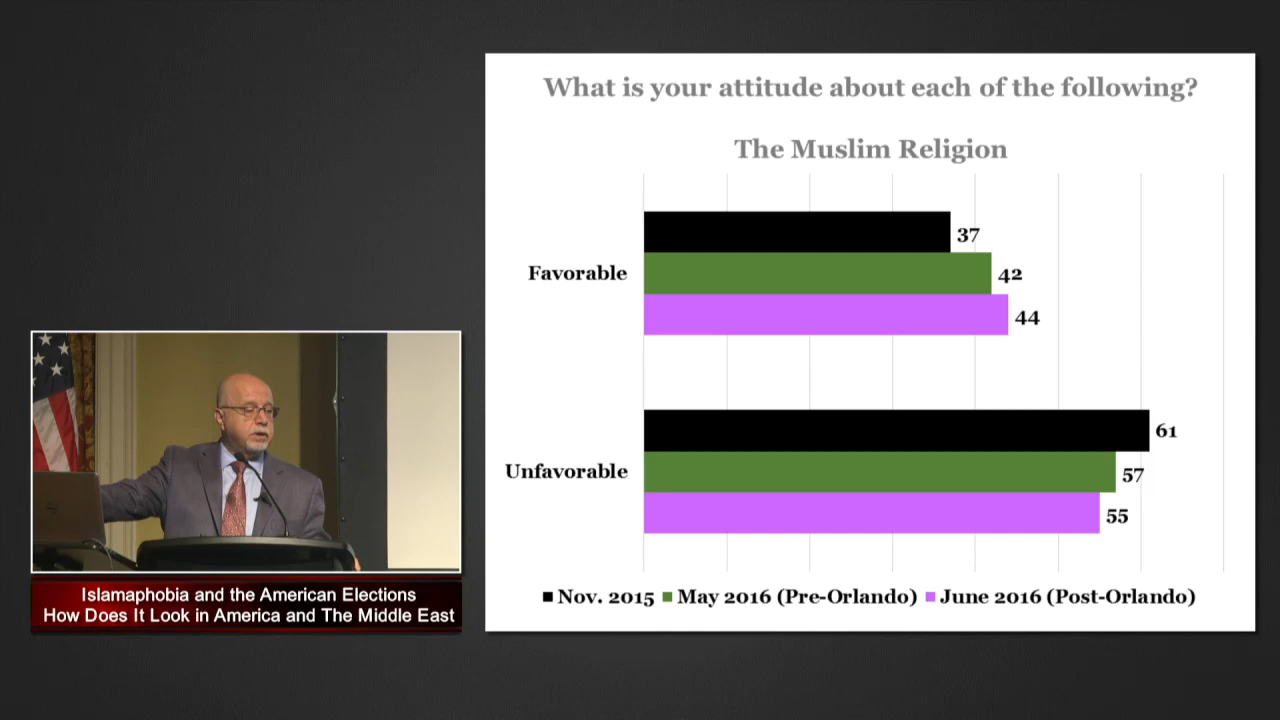 What is your attitude about each of the following?
The Muslim Religion
Favorable
37
42
44
Unfavorable
61
57
55
Nov. 2015 May 2016 (Pre-Orlando) June 2016 (Post-Orlando)
Islamaphobia and the American Elections
How Does It Look in America and The Middle East